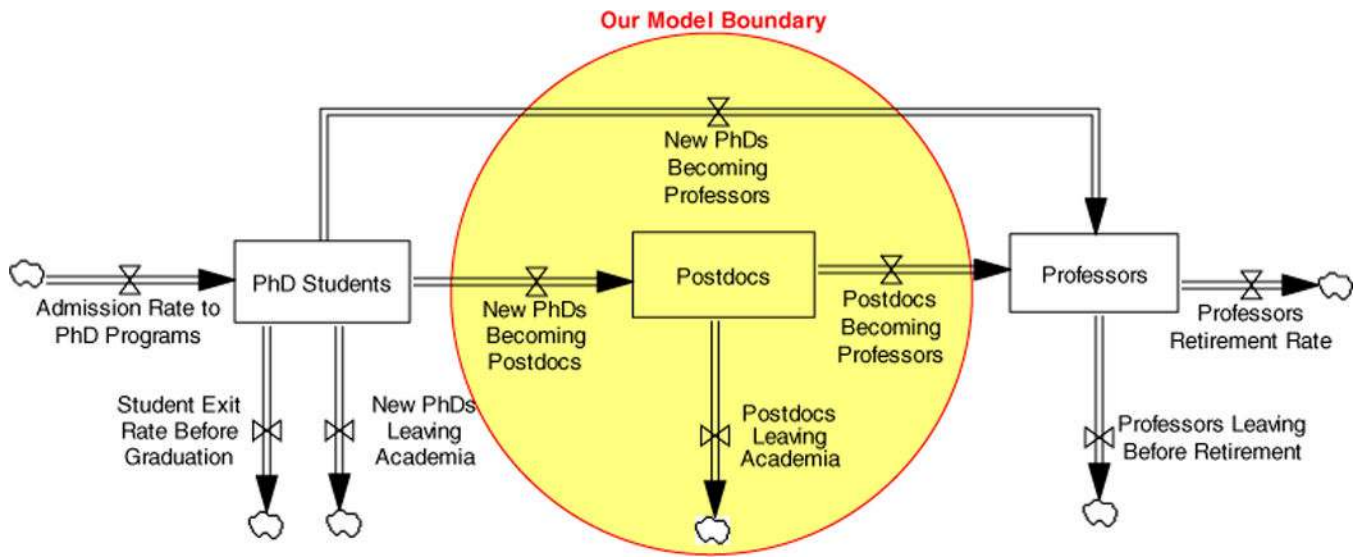 Our Model Boundary
New PhDs
Becoming
Professors
PhD Students
Postdocs
Professors
Admission Rate to
PhD Programs
New PhDs
Becoming
Postdocs
Postdocs
Becoming
Professors
Professors
Retirement Rate
Student Exit
Rate Before
Graduation
New PhDs
Leaving
Academia
Postdocs
Leaving
Academia
Professors Leaving
Before Retirement